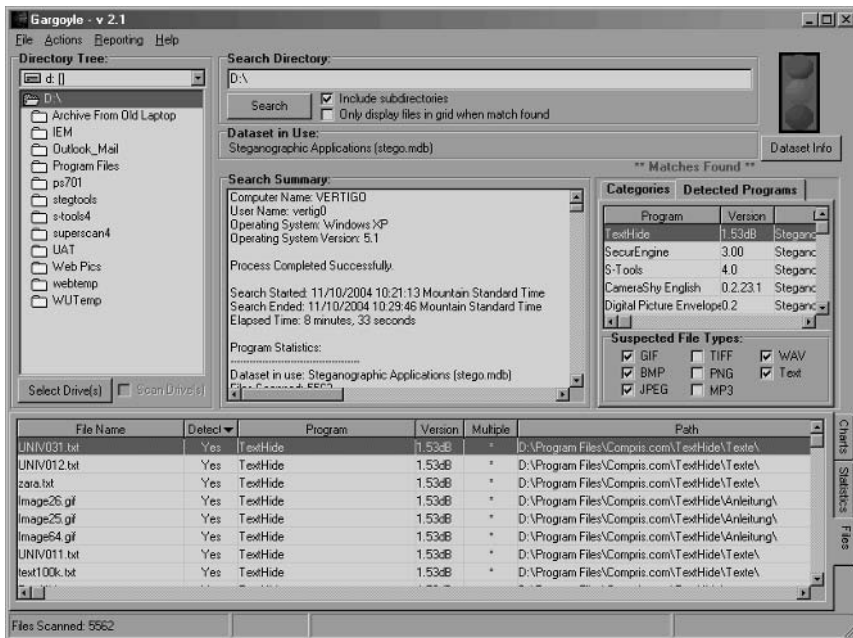 Gargoyle - v 2.1
File Actions Reporting Help
Directory Tree:
d: []
D:\
Archive From Old Laptop
IEM
Outlook_Mail
Program Files
ps701
stegtools
s-tools4
superscan4
UAT
Web Pics
webtemp
WUTemp
Select Drive(s) Scan Drive(s)
Search Directory:
D:\
Search
Include subdirectories
Only display files in grid when match found
Dataset in Use:
Steganographic Applications (stego.mdb)
Dataset Info
** Matches Found **
Search Summary:
Computer Name: VERTIGO
User Name: vertig0
Operating System: Windows XP
Operating System Version: 5.1
Process Completed Successfully.
Search Started: 11/10/2004 10:21:13 Mountain Standard Time
Search Ended: 11/10/2004 10:29:46 Mountain Standard Time
Elapsed Time: 8 minutes, 33 seconds
Program Statistics:
----------------------------------------
Dataset in use: Steganographic Applications (stego.mdb)
Files Scanned: 5562
Categories Detected Programs
Program Version
TextHide 1.53dB Steganc
SecurEngine 3.00 Steganc
S-Tools 4.0 Steganc
CameraShy English 0.2.23.1 Steganc
Digital Picture Envelope 0.2 Steganc
Suspected File Types:
GIF TIFF WAV
BMP PNG Text
JPEG MP3
File Name Detect Program Version Multiple Path
UNIV031.txt Yes TextHide 1.53dB * D:\Program Files\Compris.com\TextHide\Texte\
UNIV012.txt Yes TextHide 1.53dB * D:\Program Files\Compris.com\TextHide\Texte\
zara.txt Yes TextHide 1.53dB * D:\Program Files\Compris.com\TextHide\Texte\
Image26.gif Yes TextHide 1.53dB * D:\Program Files\Compris.com\TextHide\Anleitung\
Image25.gif Yes TextHide 1.53dB * D:\Program Files\Compris.com\TextHide\Anleitung\
Image64.gif Yes TextHide 1.53dB * D:\Program Files\Compris.com\TextHide\Anleitung\
UNIV011.txt Yes TextHide 1.53dB * D:\Program Files\Compris.com\TextHide\Texte\
text100k.txt Yes TextHide 1.53dB * D:\Program Files\Compris.com\TextHide\Texte\
Charts
Statistics
Files
Files Scanned: 5562